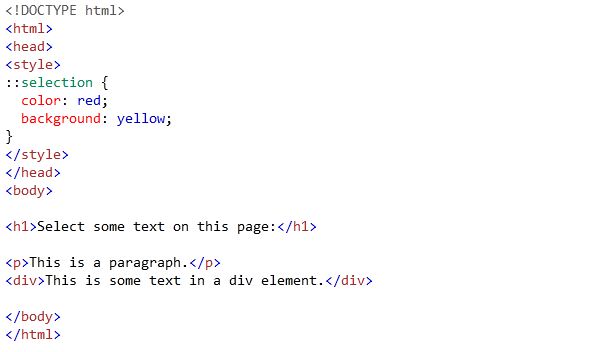 <!DOCTYPE html>
<html>
<head>
<style>
::selection {
  color: red;
  background: yellow;
}
</style>
</head>
<body>

<h1>Select some text on this page:</h1>

<p>This is a paragraph.</p>
<div>This is some text in a div element.</div>

</body>
</html>